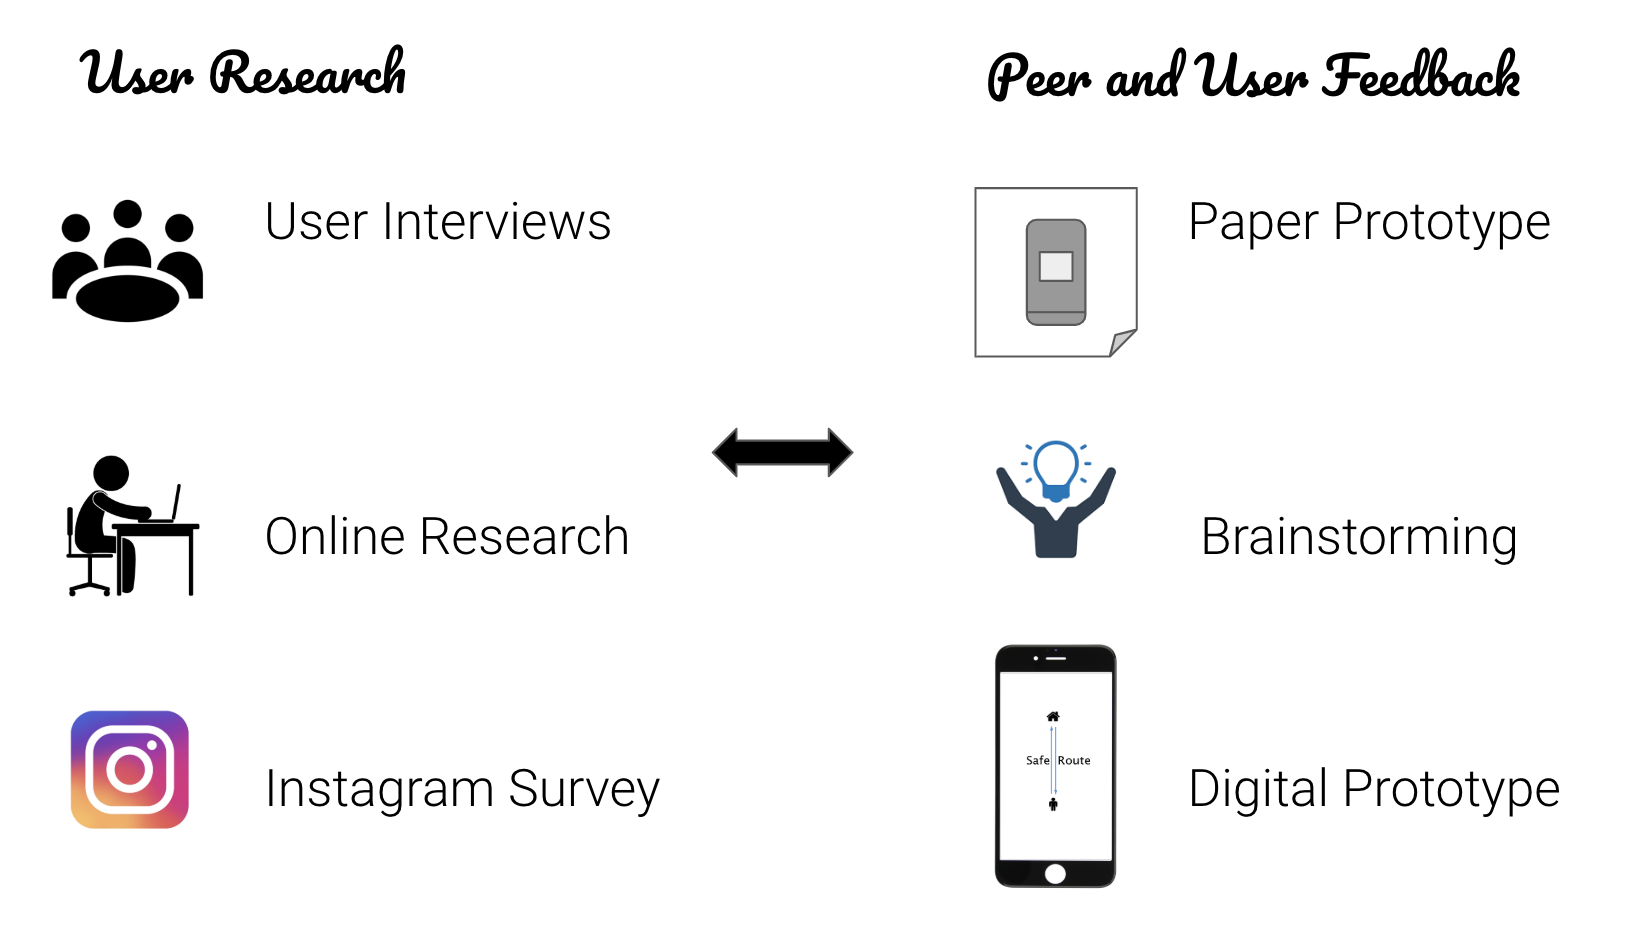 User Research
Peer and User Feedback
User Interviews
Paper Prototype
Online Research
Brainstorming
Instagram Survey
Safe Route
Digital Prototype